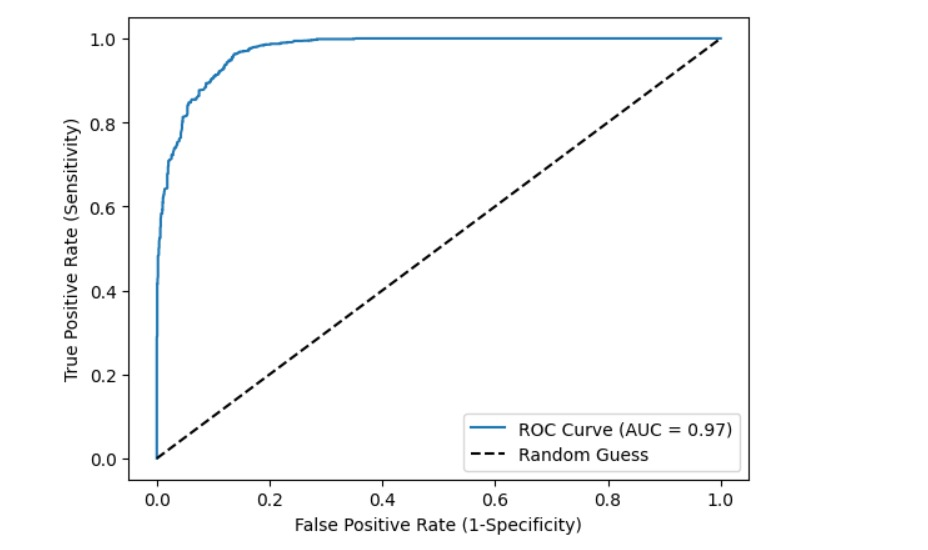 1.0
0.8
0.6
0.4
0.2
0.0
True Positive Rate (Sensitivity)
ROC Curve (AUC = 0.97)
Random Guess
0.0 0.2 0.4 0.6 0.8 1.0
False Positive Rate (1-Specificity)